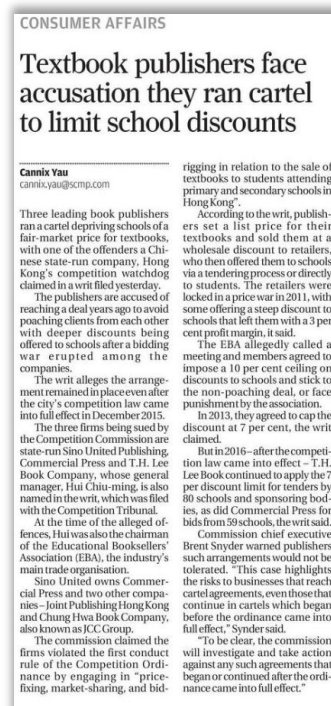 CONSUMER AFFAIRS
Textbook publishers face
accusation they ran cartel
to limit school discounts
Cannix Yau
cannix.yau@scmp.com
Three leading book publishers
ran a cartel depriving schools of a
fair-market price for textbooks,
with one of the offenders a Chi-
nese state-run company, Hong
Kong's competition watchdog
claimed in a writ filed yesterday.
The publishers are accused of
reaching a deal years ago to avoid
poaching clients from each other
with deeper discounts being
offered to schools after a bidding
war erupted among the
companies.
The writ alleges the arrange-
ment remained in place even after
the city's competition law came
into full effect in December 2015.
The three firms being sued by
the Competition Commission are
state-run Sino United Publishing,
Commercial Press and T.H. Lee
Book Company, whose general
manager, Hui Chiu-ming, is also
named in the writ, which was filed
with the Competition Tribunal.
At the time of the alleged of-
fences, Hui was also the chairman
of the Educational Booksellers'
Association (EBA), the industry's
main trade organisation.
Sino United owns Commer-
cial Press and two other compa-
nies – Joint Publishing Hong Kong
and Chung Hwa Book Company,
also known as JCC Group.
The commission claimed the
firms violated the first conduct
rule of the Competition Ordi-
nance by engaging in "price-
fixing, market-sharing, and bid-
rigging in relation to the sale of
textbooks to students attending
primary and secondary schools in
Hong Kong".
According to the writ, publish-
ers set a list price for their
textbooks and sold them at a
wholesale discount to retailers,
who then offered them to schools
via a tendering process or directly
to students. The retailers were
locked in a price war in 2011, with
some offering a steep discount to
schools that left them with a 3 per
cent profit margin, it said.
The EBA allegedly called a
meeting and members agreed to
impose a 10 per cent ceiling on
discounts to schools and stick to
the non-poaching deal, or face
punishment by the association.
In 2013, they agreed to cap the
discount at 7 per cent, the writ
claimed.
But in 2016 – after the competi-
tion law came into effect – T.H.
Lee Book continued to apply the 7
per discount limit for tenders by
80 schools and sponsoring bod-
ies, as did Commercial Press for
bids from 59 schools, the writ said.
Commission chief executive
Brent Snyder warned publishers
such arrangements would not be
tolerated. "This case highlights
the risks to businesses that reach
cartel agreements, even those that
continue in cartels which began
before the ordinance came into
full effect," Synder said.
"To be clear, the commission
will investigate and take action
against any such agreements that
began or continued after the ordi-
nance came into full effect."